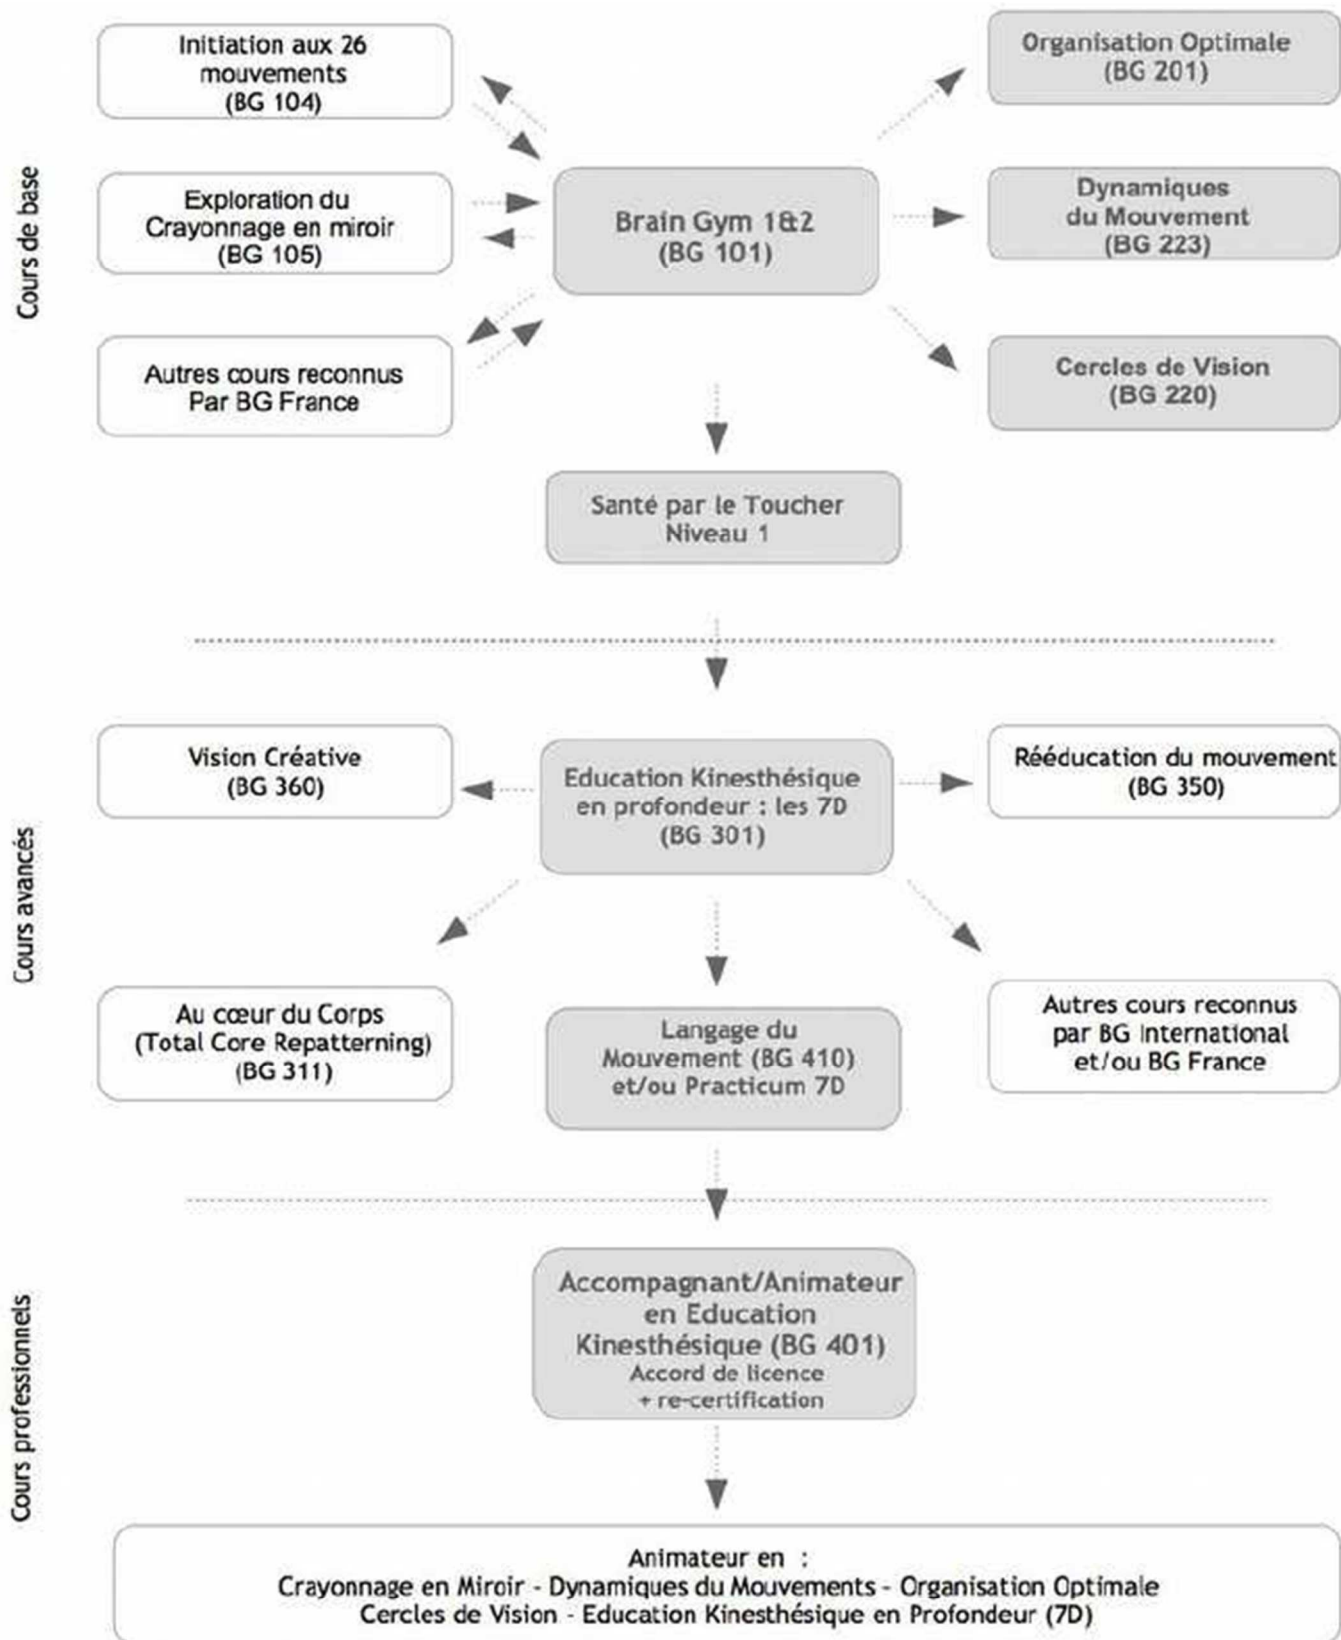 Cours de base
Initiation aux 26
mouvements
(BG 104)
Exploration du
Crayonnage en miroir
(BG 105)
Autres cours reconnus
Par BG France
Brain Gym 1&2
(BG 101)
Organisation Optimale
(BG 201)
Dynamiques
du Mouvement
(BG 223)
Cercles de Vision
(BG 220)
Santé par le Toucher
Niveau 1
Cours avancés
Vision Créative
(BG 360)
Education Kinesthésique
en profondeur : les 7D
(BG 301)
Rééducation du mouvement
(BG 350)
Au cœur du Corps
(Total Core Repatterning)
(BG 311)
Langage du
Mouvement (BG 410)
et/ou Practicum 7D
Autres cours reconnus
par BG International
et/ou BG France
Cours professionnels
Accompagnant/Animateur
en Education
Kinesthésique (BG 401)
Accord de licence
+ re-certification
Animateur en :
Crayonnage en Miroir - Dynamiques du Mouvements - Organisation Optimale
Cercles de Vision - Education Kinesthésique en Profondeur (7D)